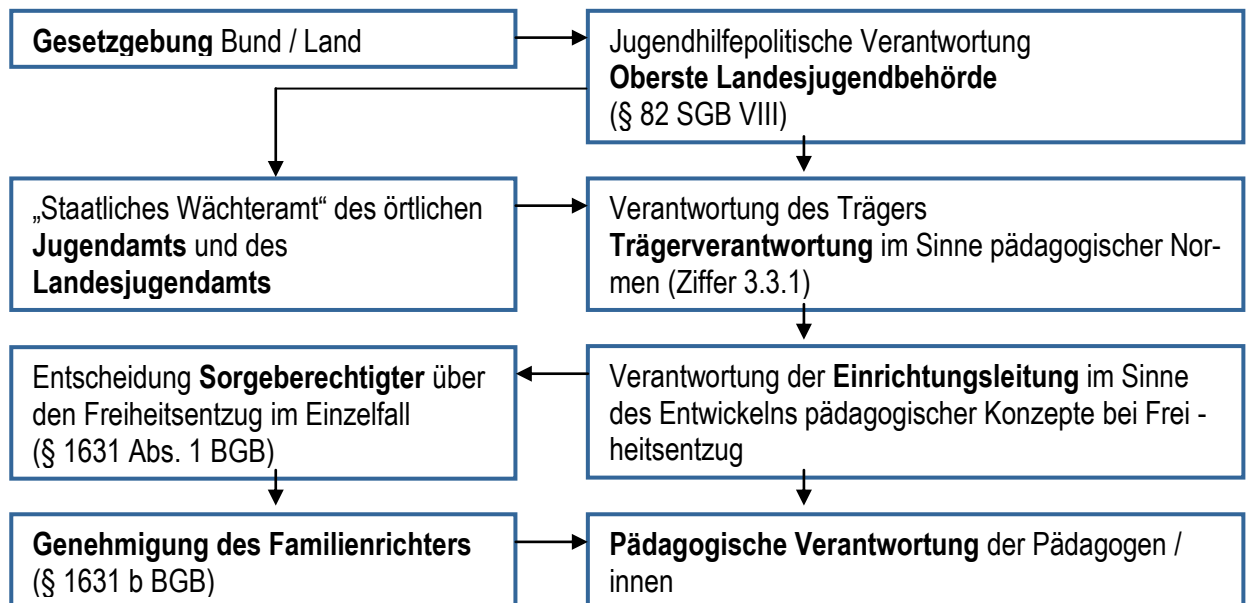 Gesetzgebung Bund / Land
Jugendhilfepolitische Verantwortung
Oberste Landesjugendbehörde
(§ 82 SGB VIII)
„Staatliches Wächteramt“ des örtlichen
Jugendamts und des
Landesjugendamts
Verantwortung des Trägers
Trägerverantwortung im Sinne pädagogischer Nor-
men (Ziffer 3.3.1)
Entscheidung Sorgeberechtigter über
den Freiheitsentzug im Einzelfall
(§ 1631 Abs. 1 BGB)
Verantwortung der Einrichtungsleitung im Sinne
des Entwickelns pädagogischer Konzepte bei Frei -
heitsentzug
Genehmigung des Familienrichters
(§ 1631 b BGB)
Pädagogische Verantwortung der Pädagogen /
innen